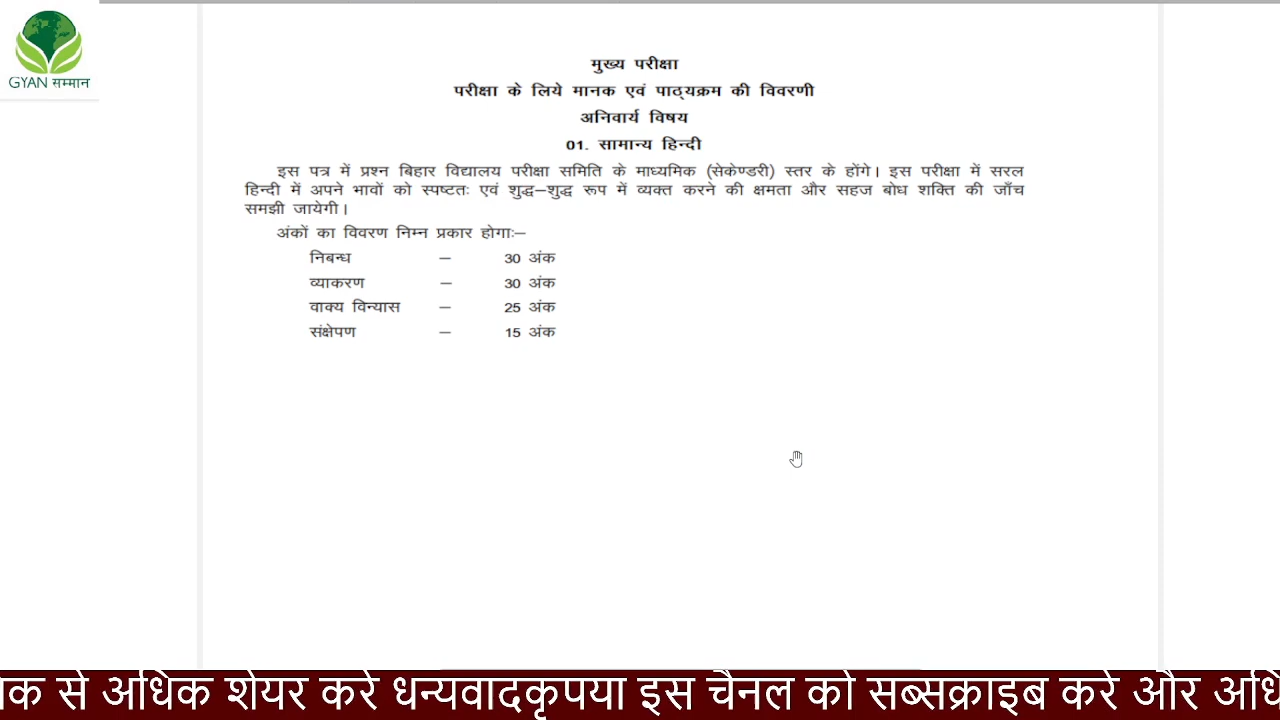 GYAN सम्मान
मुख्य परीक्षा
परीक्षा के लिये मानक एवं पाठ्यक्रम की विवरणी
अनिवार्य विषय
01. सामान्य हिन्दी
इस पत्र में प्रश्न बिहार विद्यालय परीक्षा समिति के माध्यमिक (सेकेण्डरी) स्तर के होंगे। इस परीक्षा में सरल
हिन्दी में अपने भावों को स्पष्टतः एवं शुद्ध–शुद्ध रूप में व्यक्त करने की क्षमता और सहज बोध शक्ति की जाँच
समझी जायेगी।
अंकों का विवरण निम्न प्रकार होगाः–
निबन्ध – 30 अंक
व्याकरण – 30 अंक
वाक्य विन्यास – 25 अंक
संक्षेपण – 15 अंक
से अधिक शेयर करे धन्यवादकृपया इस चैनल को सब्सक्राइब करे और